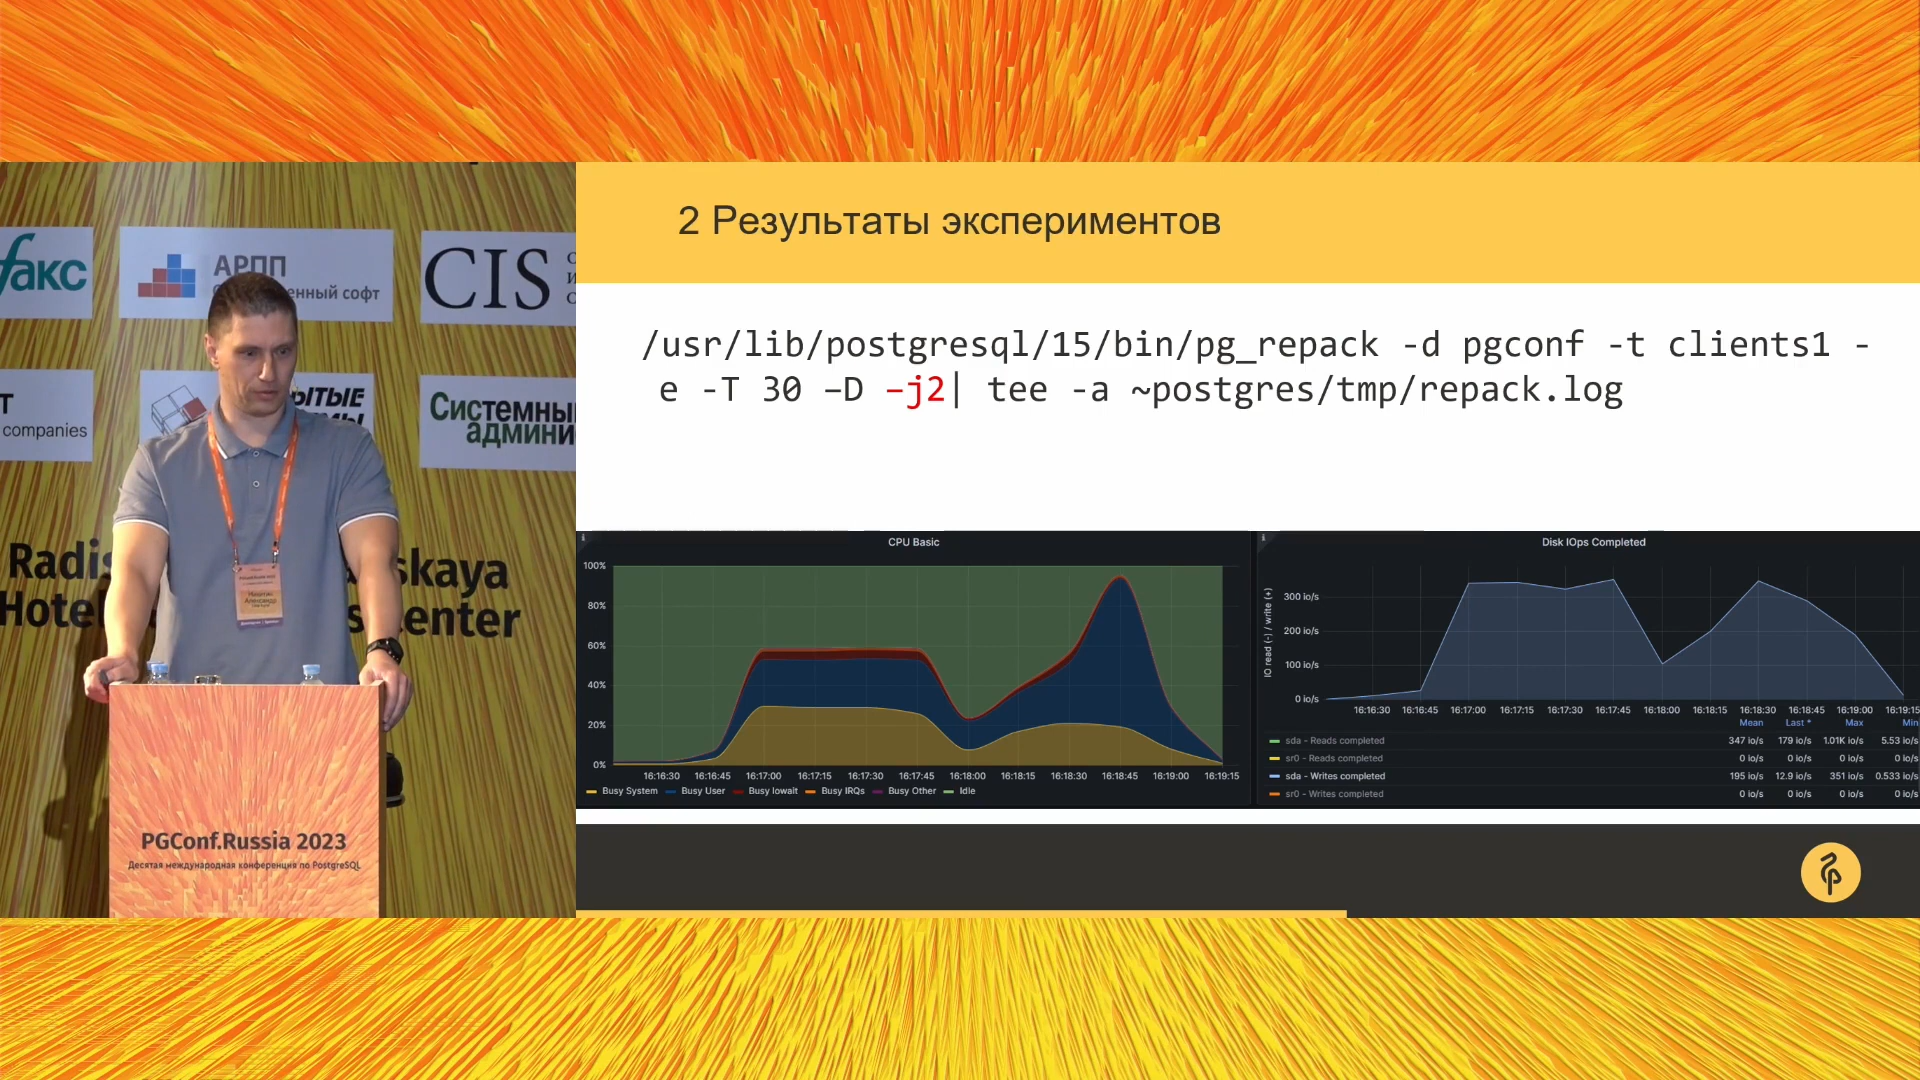 факс
АРПП
CIS
companies
Системны
админи
Radis
skaya
Hote
Center
PGConf.Russia 2023
Десятая международная конференция по PostgreSQL
2 Результаты экспериментов
/usr/lib/postgresql/15/bin/pg_repack -d pgconf -t clients1 -
e -T 30 –D –j2| tee -a ~postgres/tmp/repack.log
CPU Basic
100%
80%
60%
40%
20%
0%
16:16:30 16:16:45 16:17:00 16:17:15 16:17:30 16:17:45 16:18:00 16:18:15 16:18:30 16:18:45 16:19:00 16:19:15
Busy System Busy User Busy Iowait Busy IRQs Busy Other Idle
Disk IOps Completed
IO read (-) / write (+)
300 io/s
200 io/s
100 io/s
0 io/s
16:16:30 16:16:45 16:17:00 16:17:15 16:17:30 16:17:45 16:18:00 16:18:15 16:18:30 16:18:45 16:19:00 16:19:15
Mean Last * Max Min
sda - Reads completed 347 io/s 179 io/s 1.01K io/s 5.53 io/s
sr0 - Reads completed 0 io/s 0 io/s 0 io/s 0 io/s
sda - Writes completed 195 io/s 12.9 io/s 351 io/s 0.533 io/s
sr0 - Writes completed 0 io/s 0 io/s 0 io/s 0 io/s